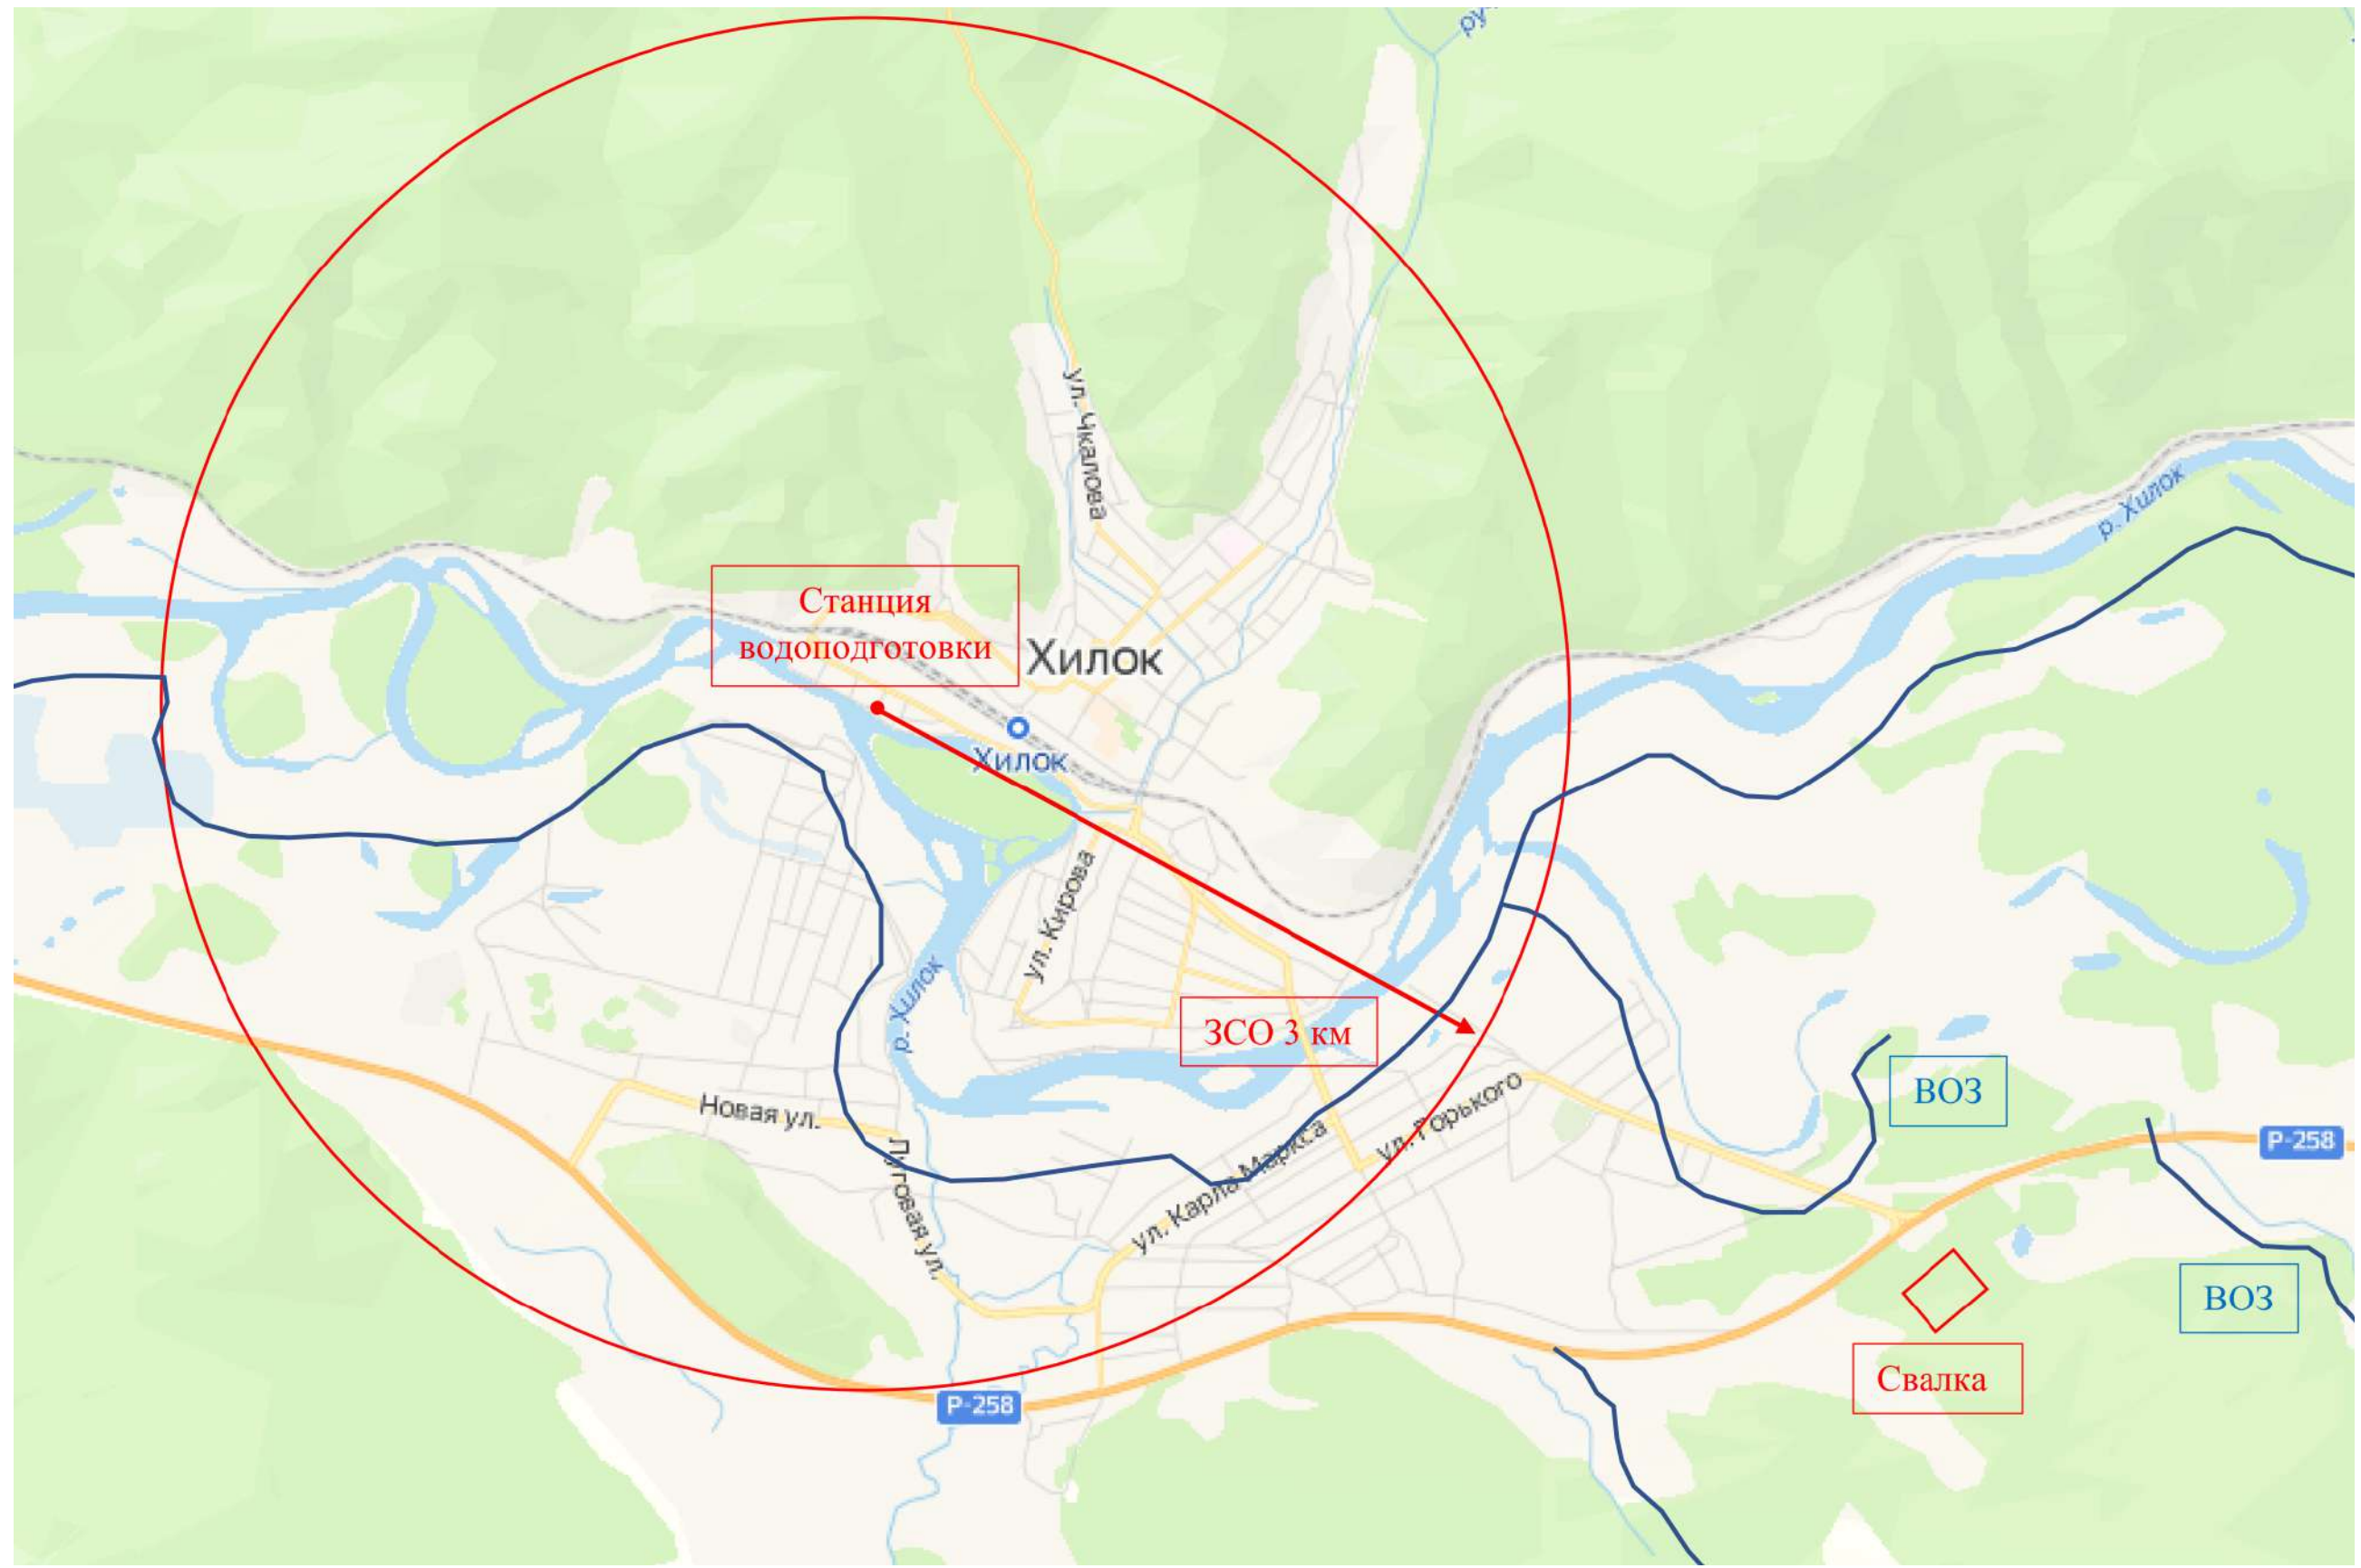 ру
ул. Чкалова
р. Хилок
Станция
водоподготовки
Хилок
Хилок
ул. Кирова
р. Хилок
ЗСО 3 км
ВОЗ
Новая ул.
ул. Горького
ул. Карла Маркса
Р-258
Луговая ул.
ВОЗ
Свалка
Р-258